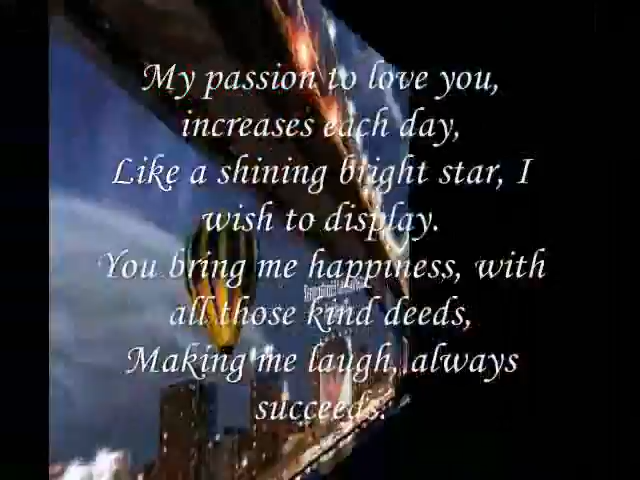 My passion to love you,
increases each day,
Like a shining bright star, I
wish to display.
You bring me happiness, with
all those kind deeds,
Making me laugh, always
succeeds.